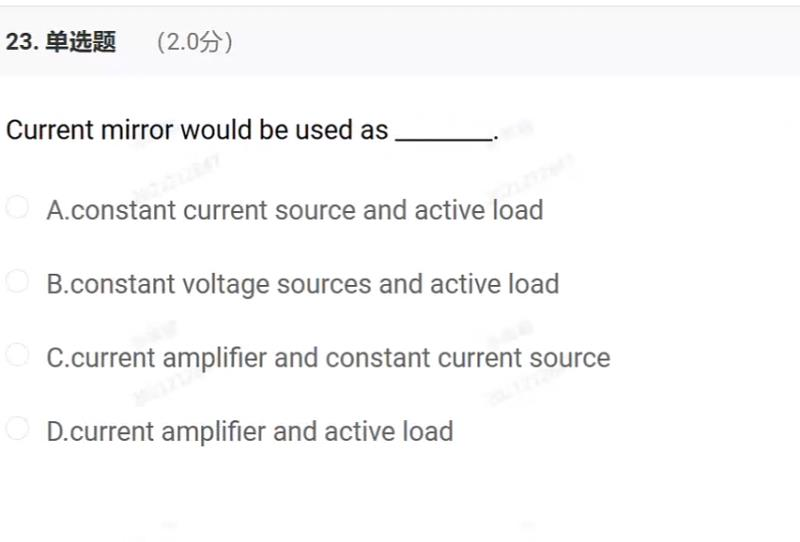 23. 单选题 (2.0分)
Current mirror would be used as ________.
A.constant current source and active load
B.constant voltage sources and active load
C.current amplifier and constant current source
D.current amplifier and active load